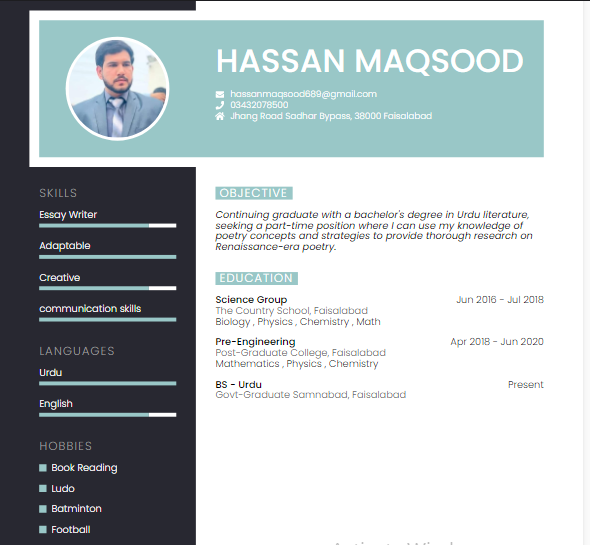 HASSAN MAQSOOD
hassanmaqsood689@gmail.com
03432078500
Jhang Road Sadhar Bypass, 38000 Faisalabad
SKILLS
Essay Writer
Adaptable
Creative
communication skills
LANGUAGES
Urdu
English
HOBBIES
Book Reading
Ludo
Batminton
Football
OBJECTIVE
Continuing graduate with a bachelor's degree in Urdu literature,
seeking a part-time position where I can use my knowledge of
poetry concepts and strategies to provide thorough research on
Renaissance-era poetry.
EDUCATION
Science Group Jun 2016 - Jul 2018
The Country School, Faisalabad
Biology , Physics , Chemistry , Math
Pre-Engineering Apr 2018 - Jun 2020
Post-Graduate College, Faisalabad
Mathematics , Physics , Chemistry
BS - Urdu Present
Govt-Graduate Samnabad, Faisalabad